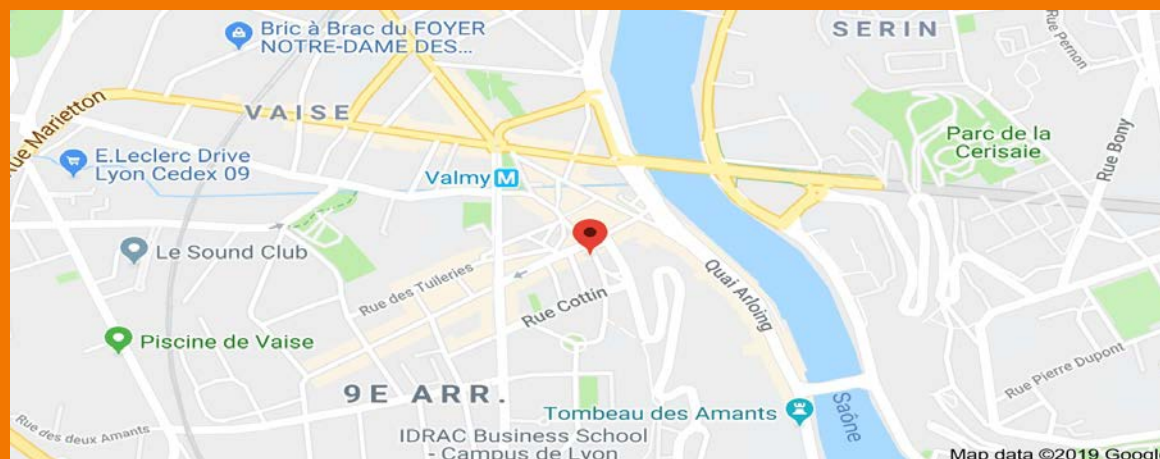 Bric à Brac du FOYER
NOTRE-DAME DES...
SERIN
Rue Pernon
Rue Marietton
VAISE
E.Leclerc Drive
Lyon Cedex 09
Parc de la
Cerisaie
Rue Bony
Valmy M
Le Sound Club
Quai Arloing
Rue des Tulleries
Rue Cottin
Piscine de Vaise
Rue Pierre Dupont
9E ARR.
Tombeau des Amants
Saône
Rue des deux Amants
IDRAC Business School
- Campus de Lyon
Map data ©2019 Google